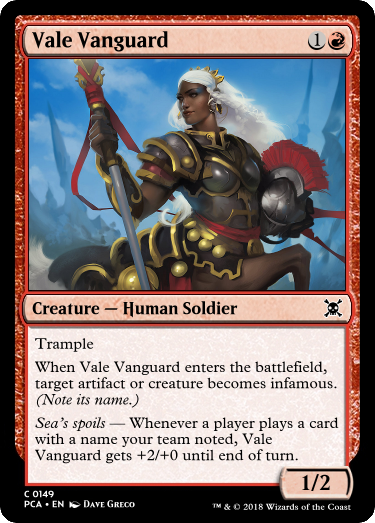 Vale Vanguard 1
Creature — Human Soldier
Trample
When Vale Vanguard enters the battlefield,
target artifact or creature becomes infamous.
(Note its name.)
Sea's spoils — Whenever a player plays a card
with a name your team noted, Vale
Vanguard gets +2/+0 until end of turn.
1/2
C 0149
PCA • EN Dave Greco
™ & © 2018 Wizards of the Coast